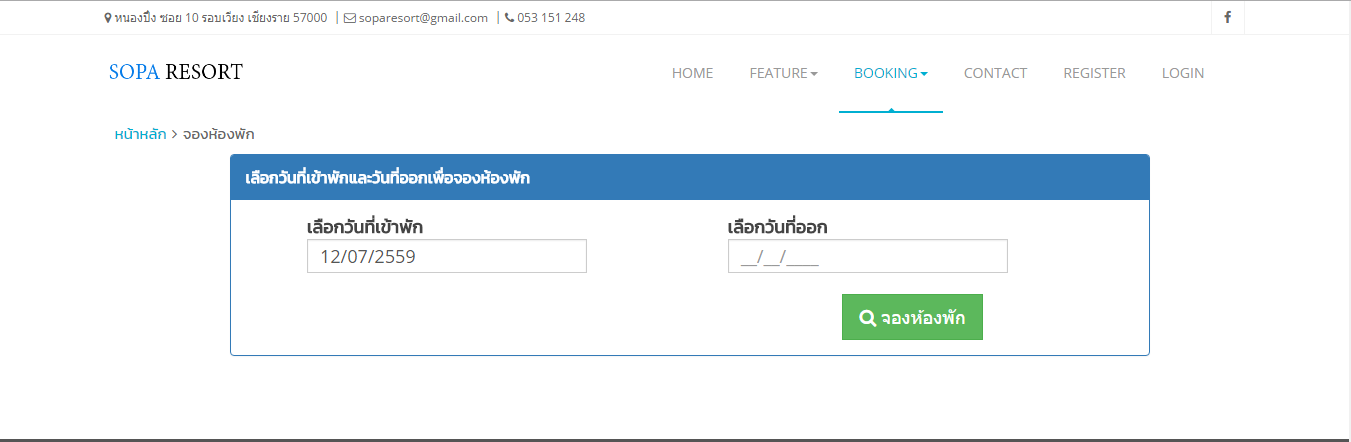 หนองปึ๋ง ซอย 10 รอบเวียง เชียงราย 57000 | soparesort@gmail.com | 053 151 248
SOPA RESORT
HOME FEATURE BOOKING CONTACT REGISTER LOGIN
หน้าหลัก > จองห้องพัก
เลือกวันที่เข้าพักและวันที่ออกเพื่อจองห้องพัก
เลือกวันที่เข้าพัก เลือกวันที่ออก
12/07/2559 __/__/____
จองห้องพัก